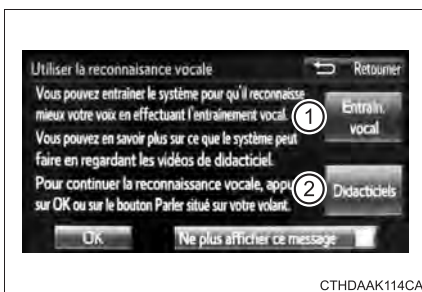 Utiliser la reconnaisance vocale
Retourner
Vous pouvez entraîner le système pour qu'il reconnaisse
mieux votre voix en effectuant l'entraînement vocal.
1
Entraîn.
vocal
Vous pouvez en savoir plus sur ce que le système peut
faire en regardant les vidéos de didacticiel.
Pour continuer la reconnaissance vocale,
sur OK ou sur le bouton Parler situé sur votre volant.
2
Didacticiels
OK
Ne plus afficher ce message
CTHDAAK114CA